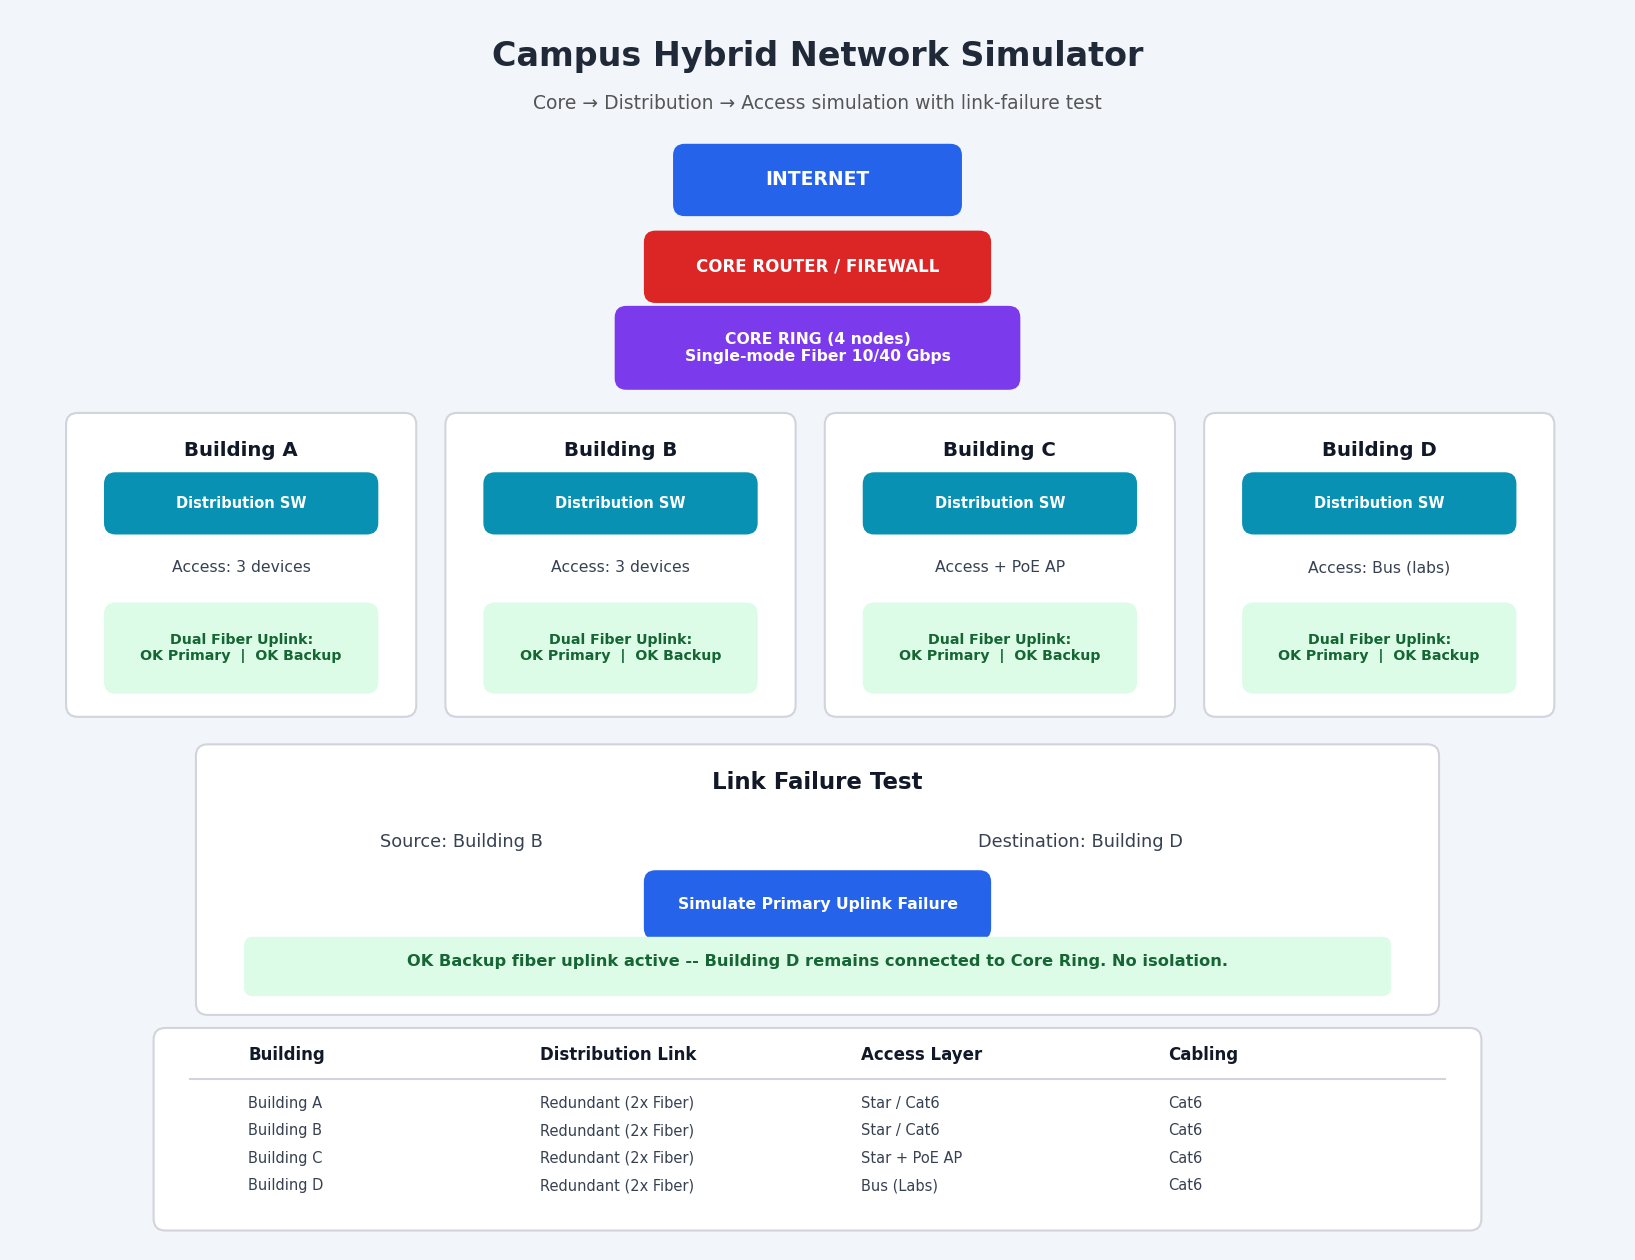 Campus Hybrid Network Simulator
Core → Distribution → Access simulation with link-failure test
INTERNET
CORE ROUTER / FIREWALL
CORE RING (4 nodes)
Single-mode Fiber 10/40 Gbps
Building A
Distribution SW
Access: 3 devices
Dual Fiber Uplink:
OK Primary | OK Backup
Building B
Distribution SW
Access: 3 devices
Dual Fiber Uplink:
OK Primary | OK Backup
Building C
Distribution SW
Access + PoE AP
Dual Fiber Uplink:
OK Primary | OK Backup
Building D
Distribution SW
Access: Bus (labs)
Dual Fiber Uplink:
OK Primary | OK Backup
Link Failure Test
Source: Building B Destination: Building D
Simulate Primary Uplink Failure
OK Backup fiber uplink active -- Building D remains connected to Core Ring. No isolation.
Building Distribution Link Access Layer Cabling
Building A Redundant (2x Fiber) Star / Cat6 Cat6
Building B Redundant (2x Fiber) Star / Cat6 Cat6
Building C Redundant (2x Fiber) Star + PoE AP Cat6
Building D Redundant (2x Fiber) Bus (Labs) Cat6